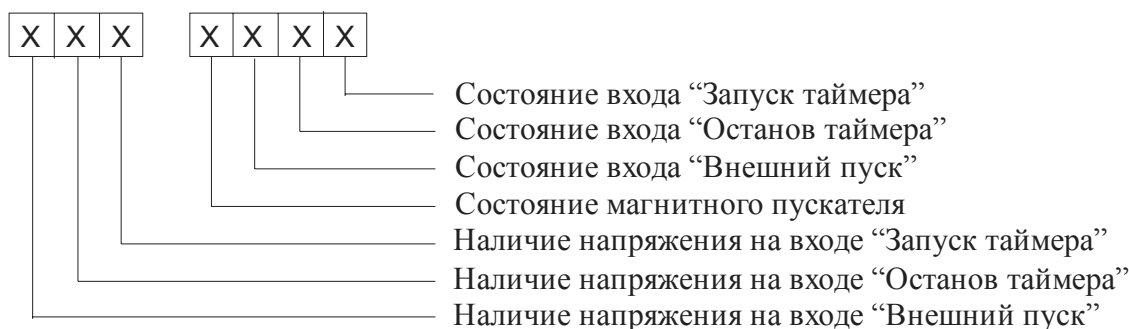 X X X X X X X
Состояние входа “Запуск таймера”
Состояние входа “Останов таймера”
Состояние входа “Внешний пуск”
Состояние магнитного пускателя
Наличие напряжения на входе “Запуск таймера”
Наличие напряжения на входе “Останов таймера”
Наличие напряжения на входе “Внешний пуск”